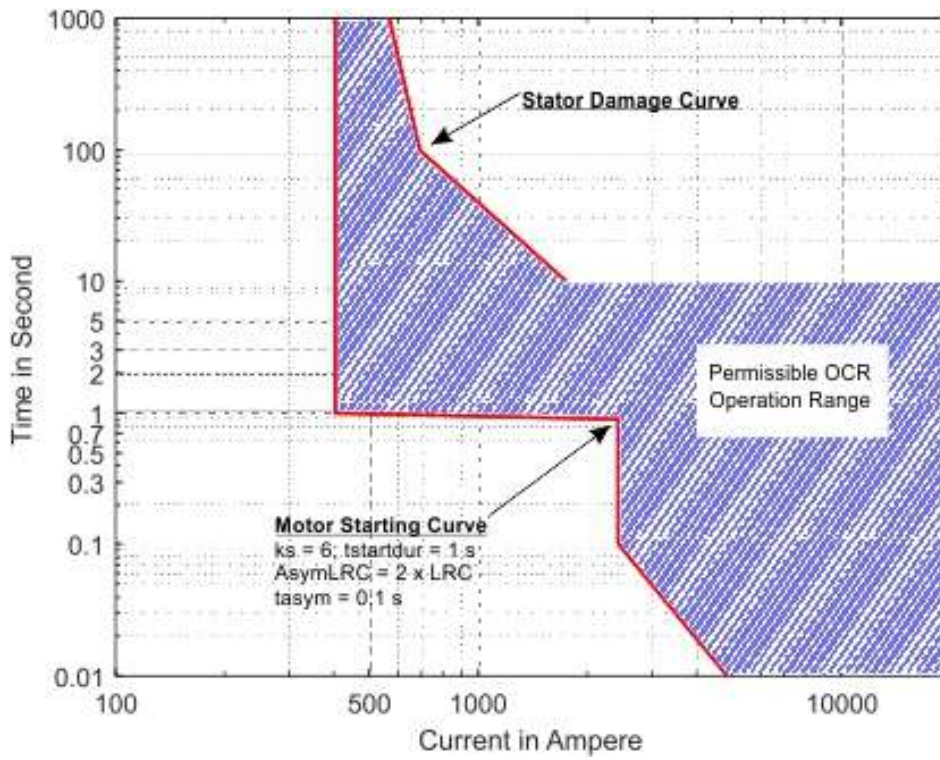 1000
100
10
5
3
2
1
0.7
0.5
0.3
0.1
0.01
Time in Second
Stator Damage Curve
Permissible OCR
Operation Range
Motor Starting Curve
ks = 6; tstartdur = 1 s
AsymLRC = 2 x LRC
tasym = 0,1 s
100
500
1000
10000
Current in Ampere